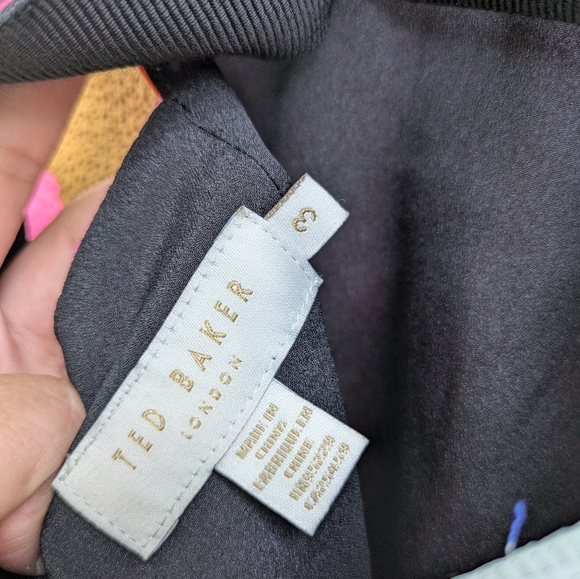 3
TED BAKER
LONDON
MADE IN
CHINA
FABRIQUE EN
CHINE